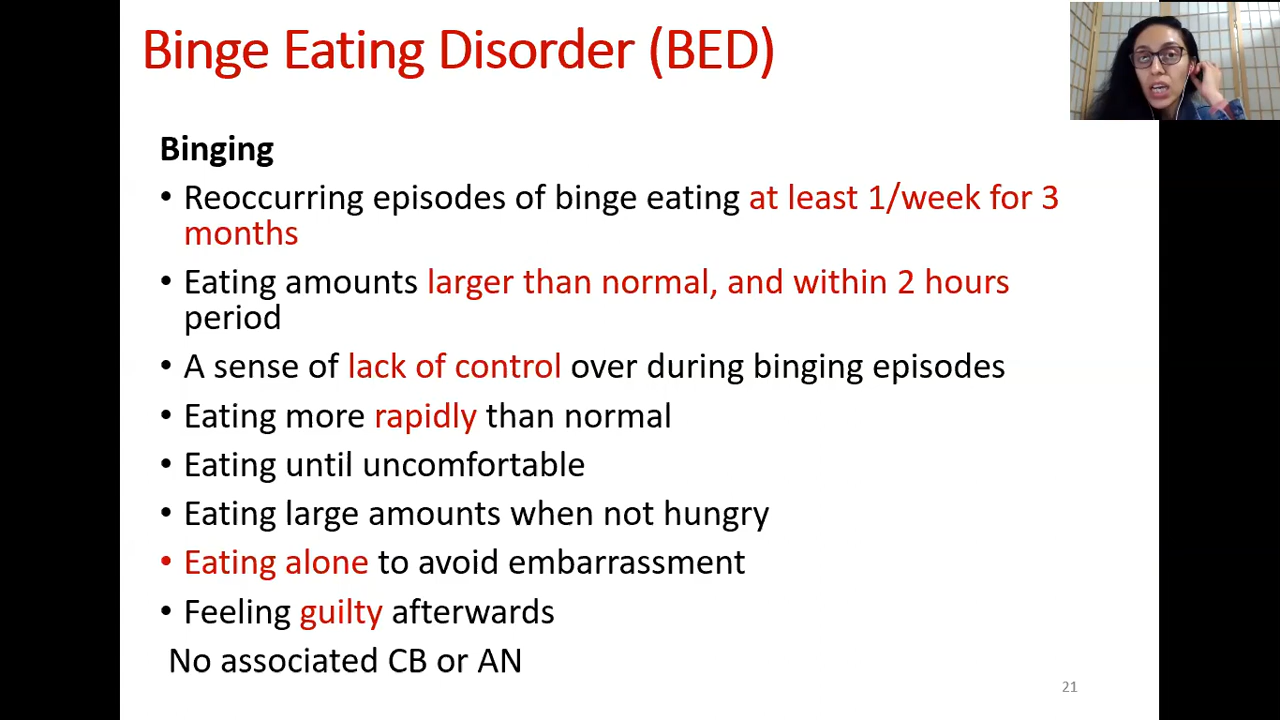 Binge Eating Disorder (BED)
Binging
• Reoccurring episodes of binge eating at least 1/week for 3
months
• Eating amounts larger than normal, and within 2 hours
period
• A sense of lack of control over during binging episodes
• Eating more rapidly than normal
• Eating until uncomfortable
• Eating large amounts when not hungry
• Eating alone to avoid embarrassment
• Feeling guilty afterwards
No associated CB or AN
21